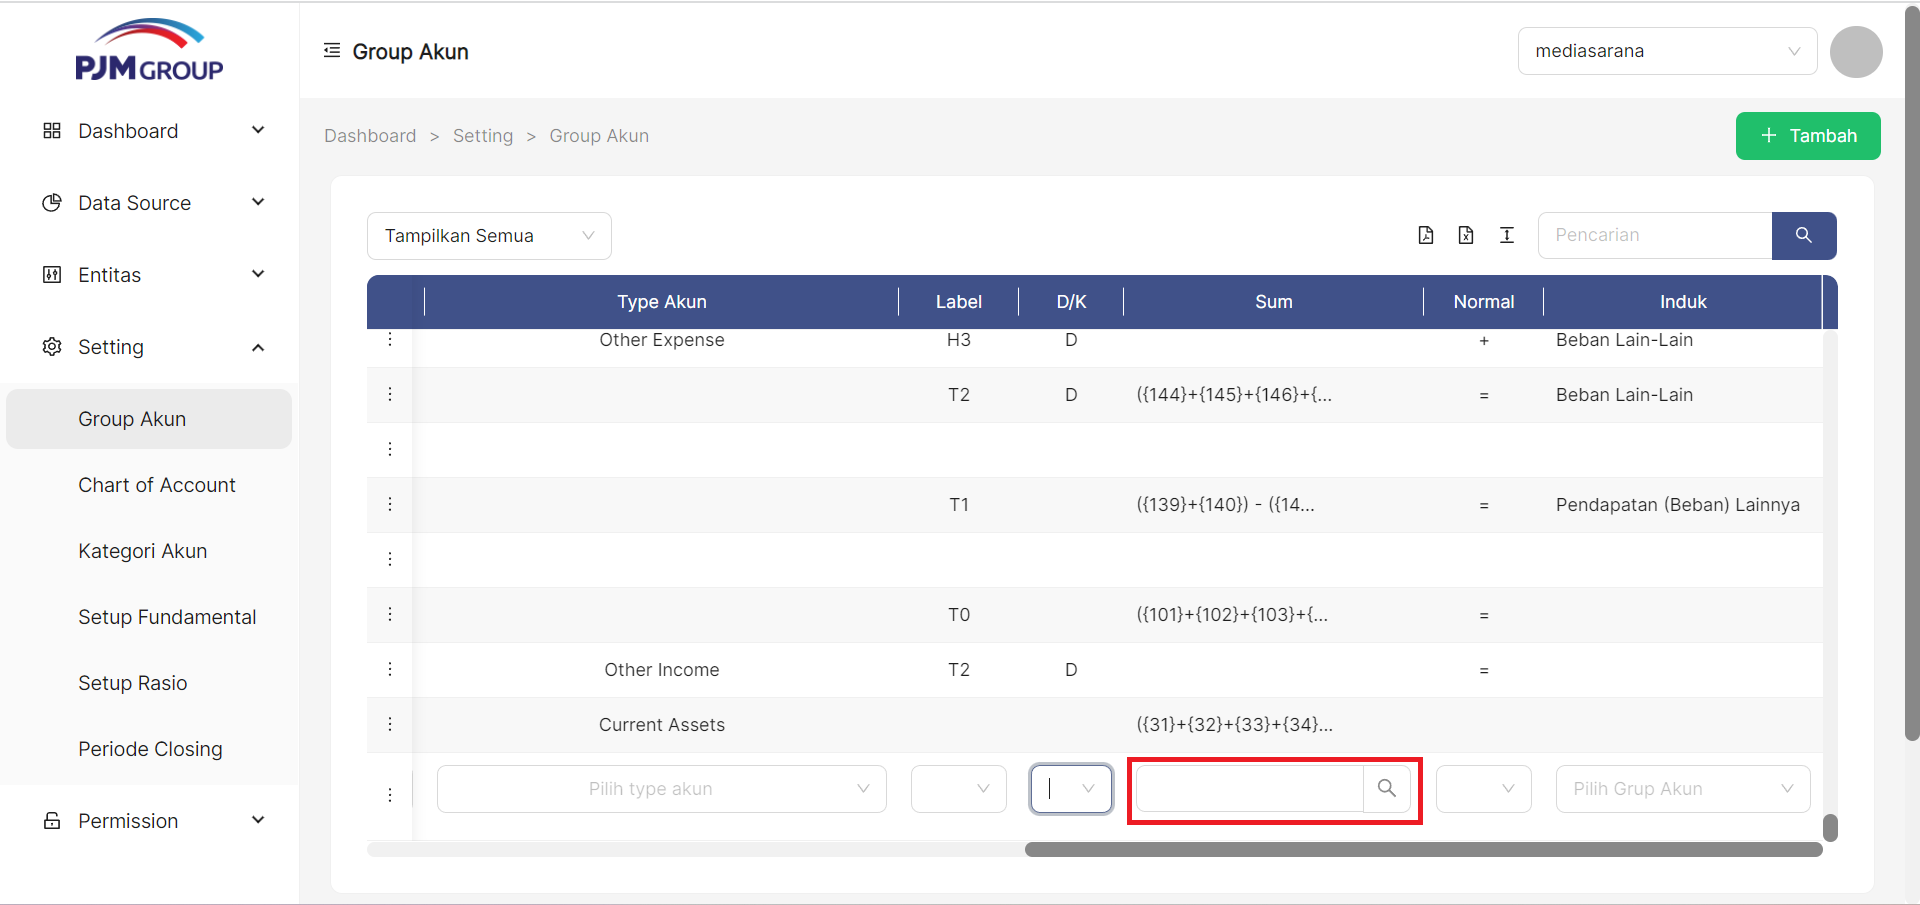 PJM GROUP
Group Akun
mediasarana
Dashboard
Data Source
Entitas
Setting
Group Akun
Chart of Account
Kategori Akun
Setup Fundamental
Setup Rasio
Periode Closing
Permission
Dashboard > Setting > Group Akun
+ Tambah
Tampilkan Semua
Pencarian
Type Akun Label D/K Sum Normal Induk
Other Expense H3 D + Beban Lain-Lain
T2 D ({144}+{145}+{146}+{... = Beban Lain-Lain
T1 ({139}+{140}) - ({14... = Pendapatan (Beban) Lainnya
T0 ({101}+{102}+{103}+{... =
Other Income T2 D =
Current Assets ({31}+{32}+{33}+{34}...
Pilih type akun Pilih Grup Akun